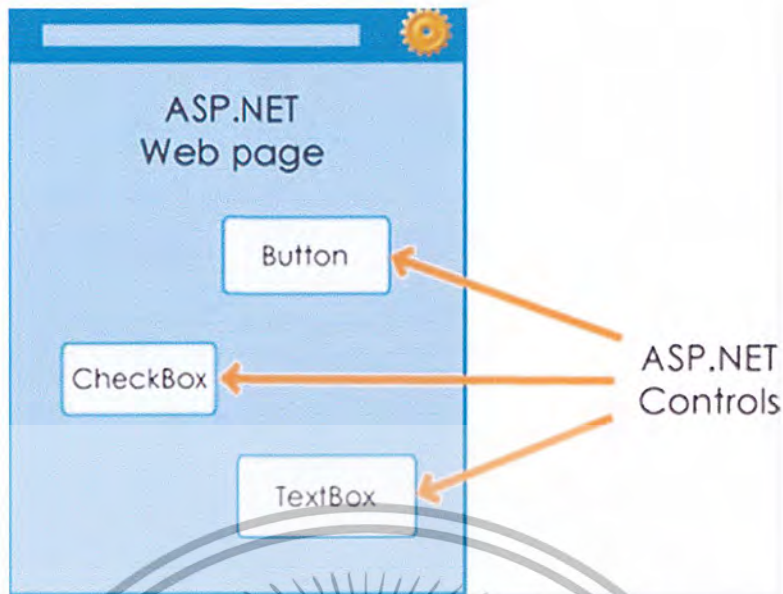 ASP.NET
Web page
Button
CheckBox
TextBox
ASP.NET
Controls